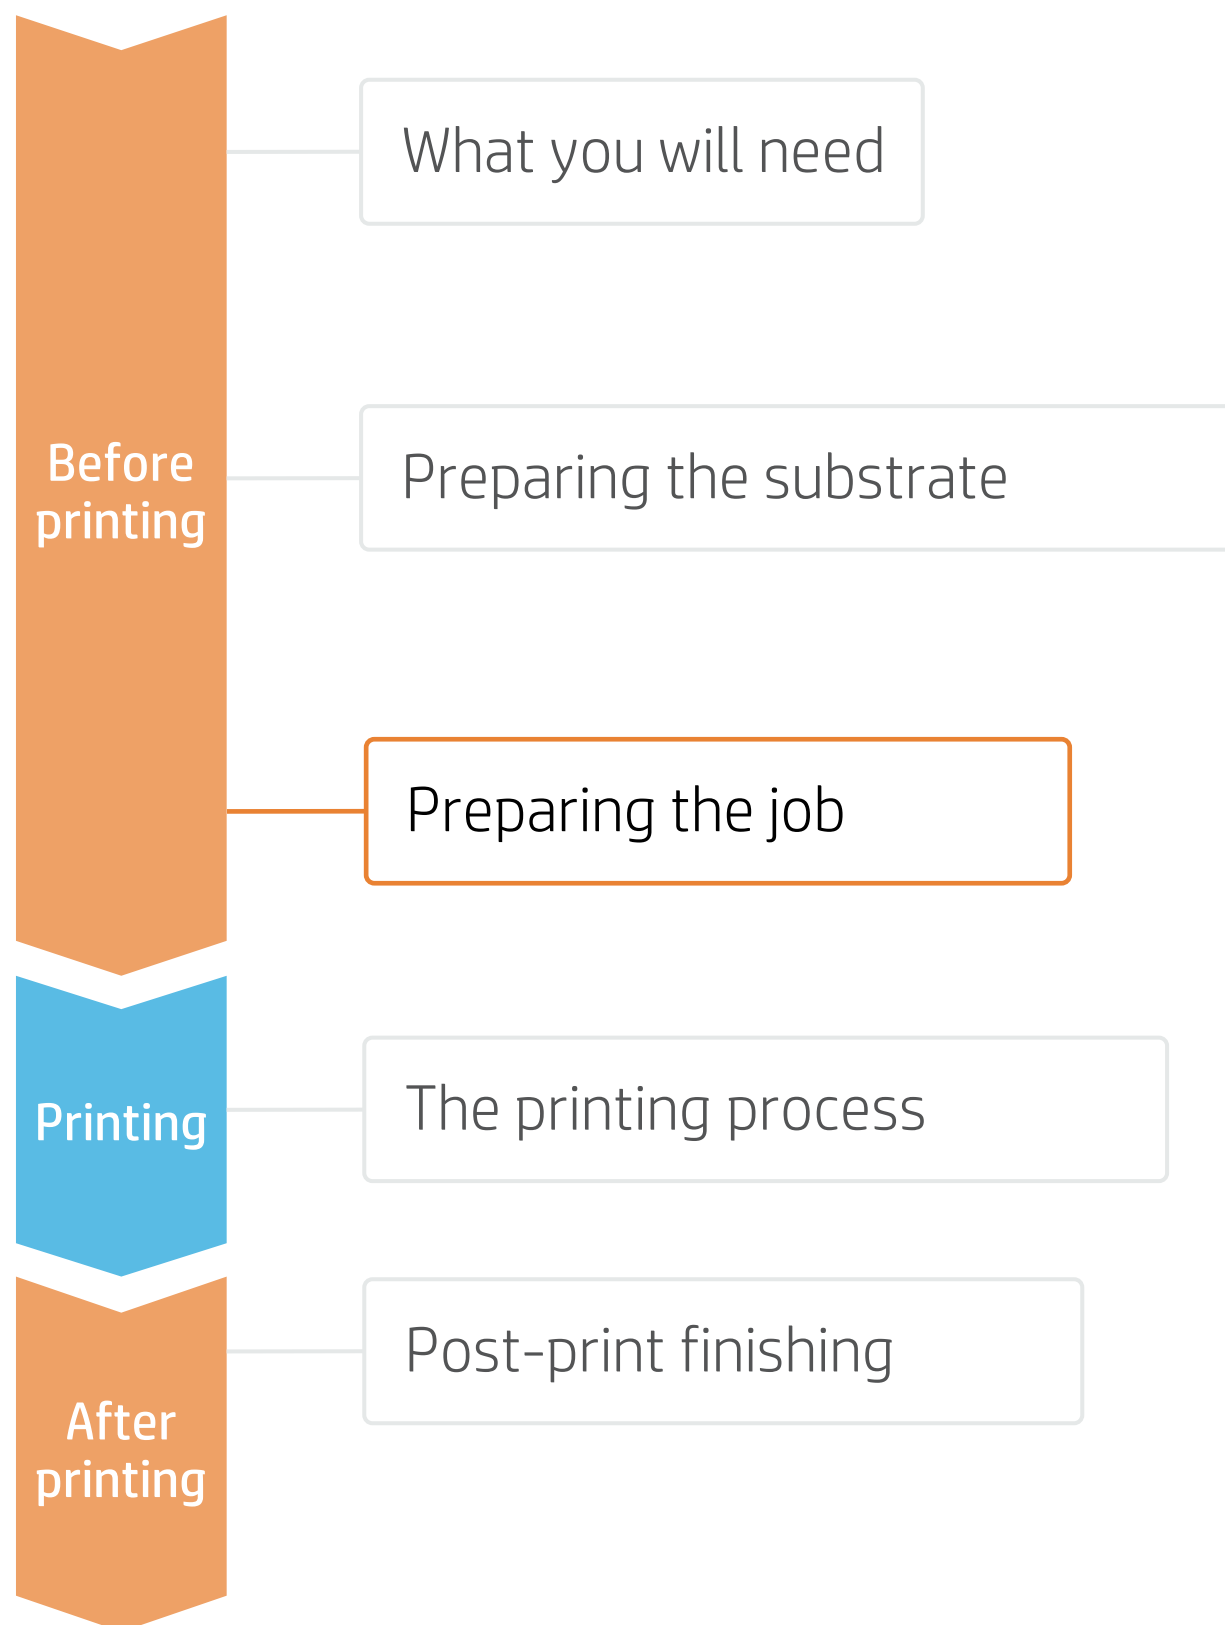 What you will need
Before
printing
Preparing the substrate
Preparing the job
Printing
The printing process
After
printing
Post-print finishing